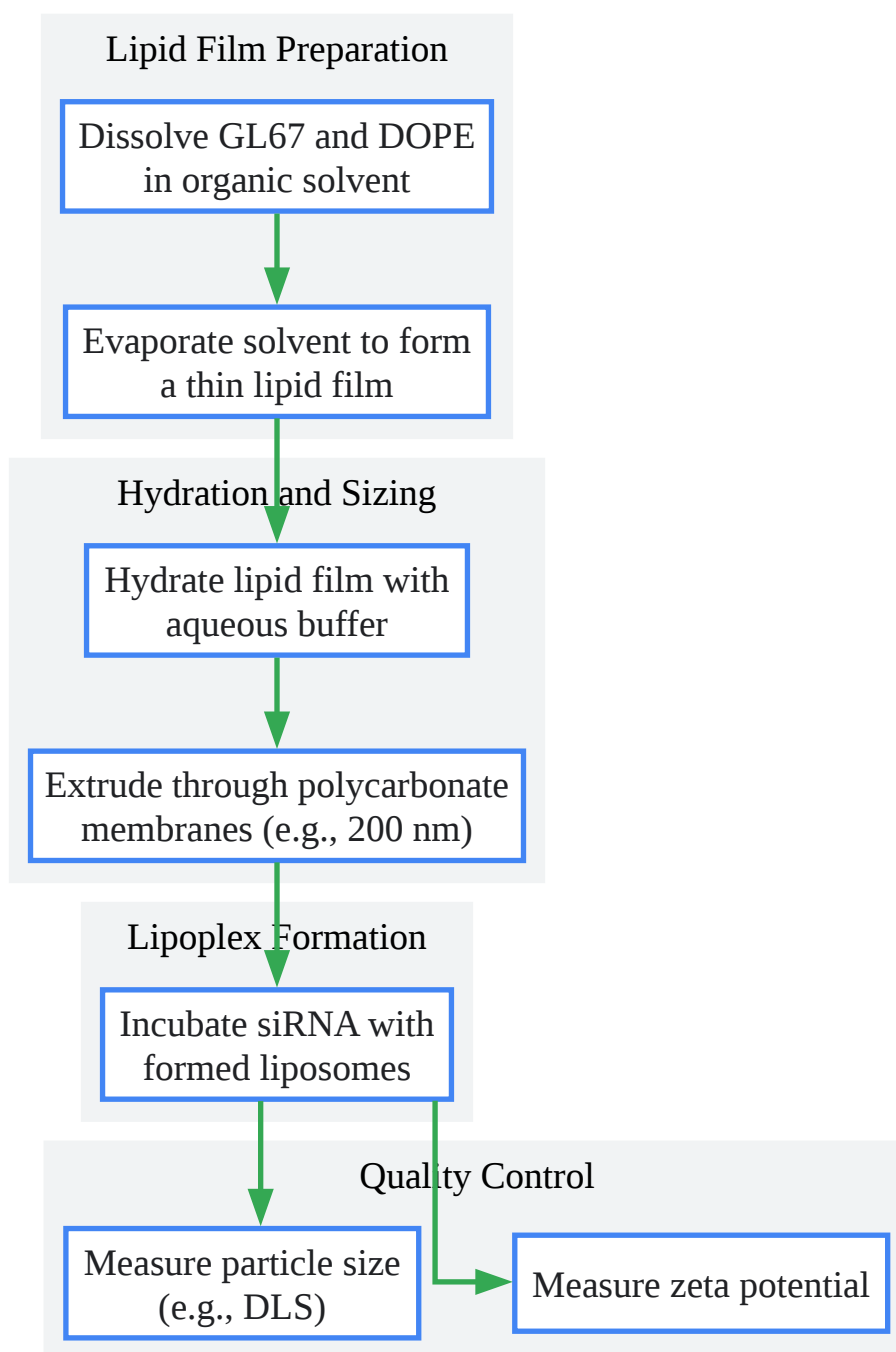 Lipid Film Preparation
Dissolve GL67 and DOPE
in organic solvent
Evaporate solvent to form
a thin lipid film
Hydration and Sizing
Hydrate lipid film with
aqueous buffer
Extrude through polycarbonate
membranes (e.g., 200 nm)
Lipoplex Formation
Incubate siRNA with
formed liposomes
Quality Control
Measure particle size
(e.g., DLS)
Measure zeta potential